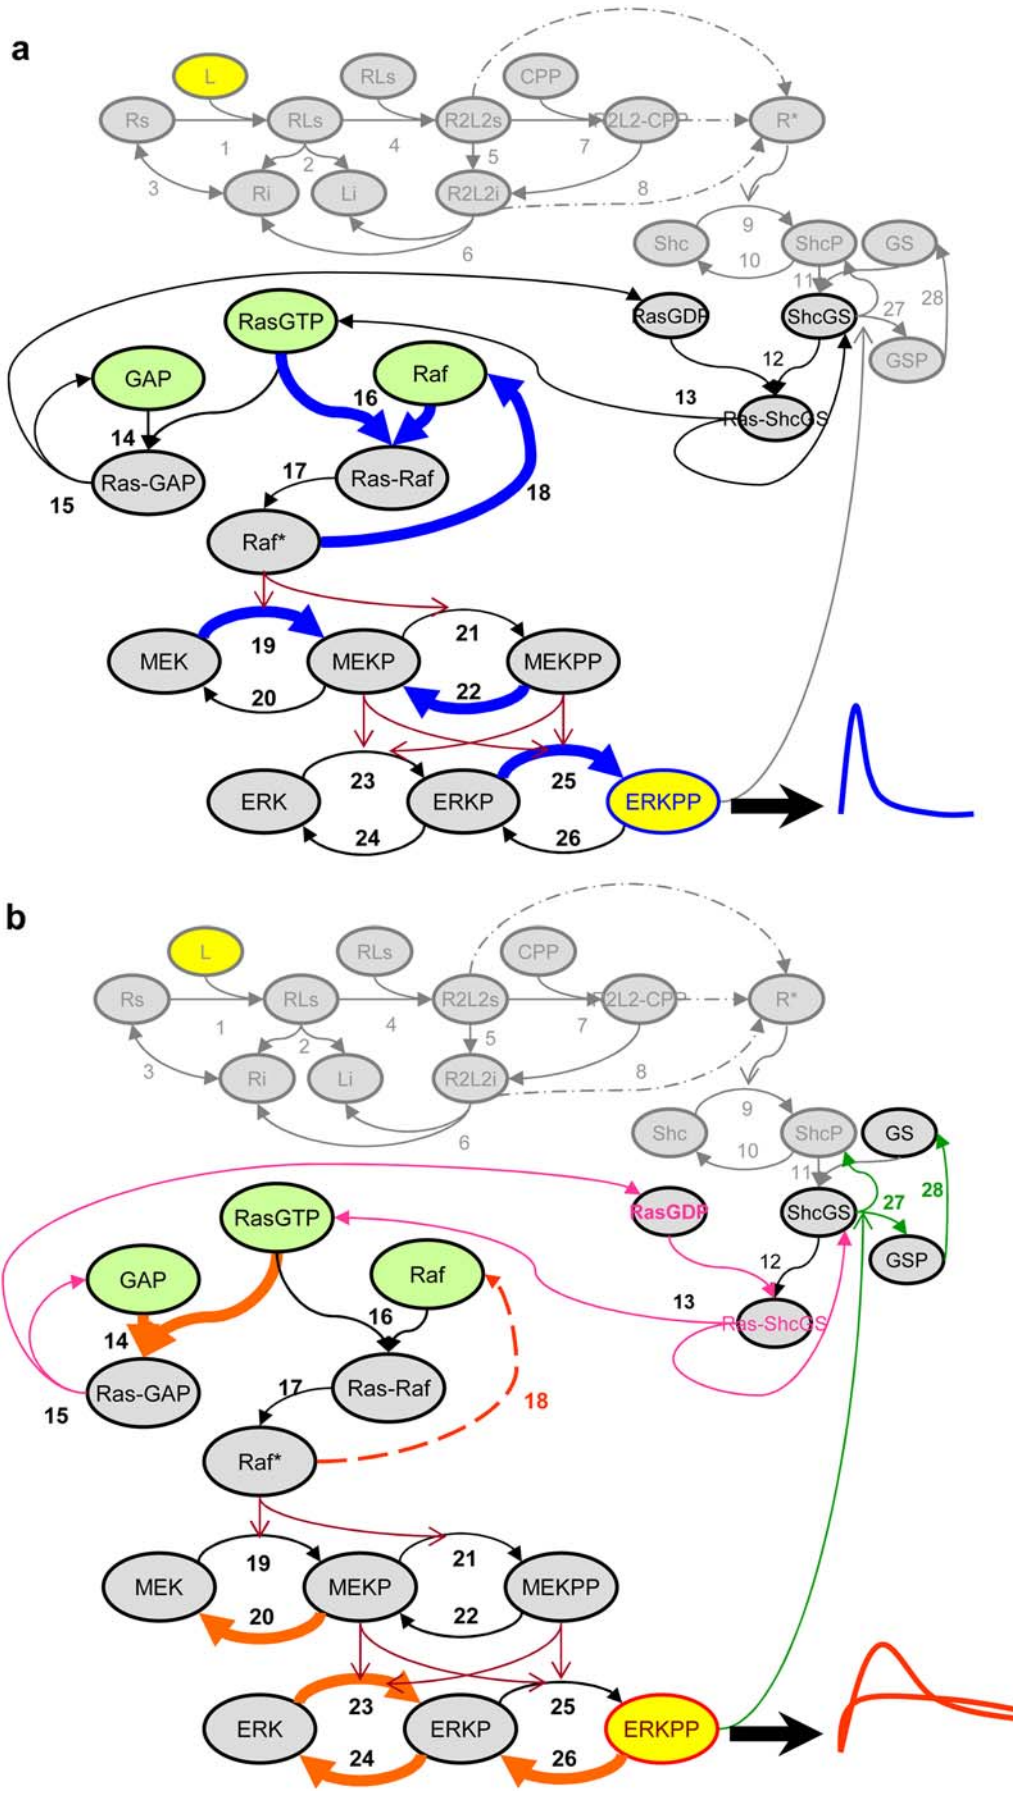 a
L
RLs
CPP
Rs
RLs
R2L2s
R2L2-CPP
R*
1
4
7
5
2
3
Ri
Li
R2L2i
8
6
9
Shc
ShcP
GS
10
11
28
27
RasGTP
RasGDP
ShcGS
GSP
GAP
Raf
12
16
13
14
Ras-ShcGS
Ras-GAP
17
Ras-Raf
15
18
Raf*
19
21
MEK
MEKP
MEKPP
20
22
23
25
ERK
ERKP
ERKPP
24
26
b
L
RLs
CPP
Rs
RLs
R2L2s
R2L2-CPP
R*
1
4
7
5
2
3
Ri
Li
R2L2i
8
6
9
Shc
ShcP
GS
10
11
28
27
RasGTP
RasGDP
ShcGS
GSP
GAP
Raf
12
16
13
14
Ras-ShcGS
Ras-GAP
17
Ras-Raf
15
18
Raf*
19
21
MEK
MEKP
MEKPP
20
22
23
25
ERK
ERKP
ERKPP
24
26